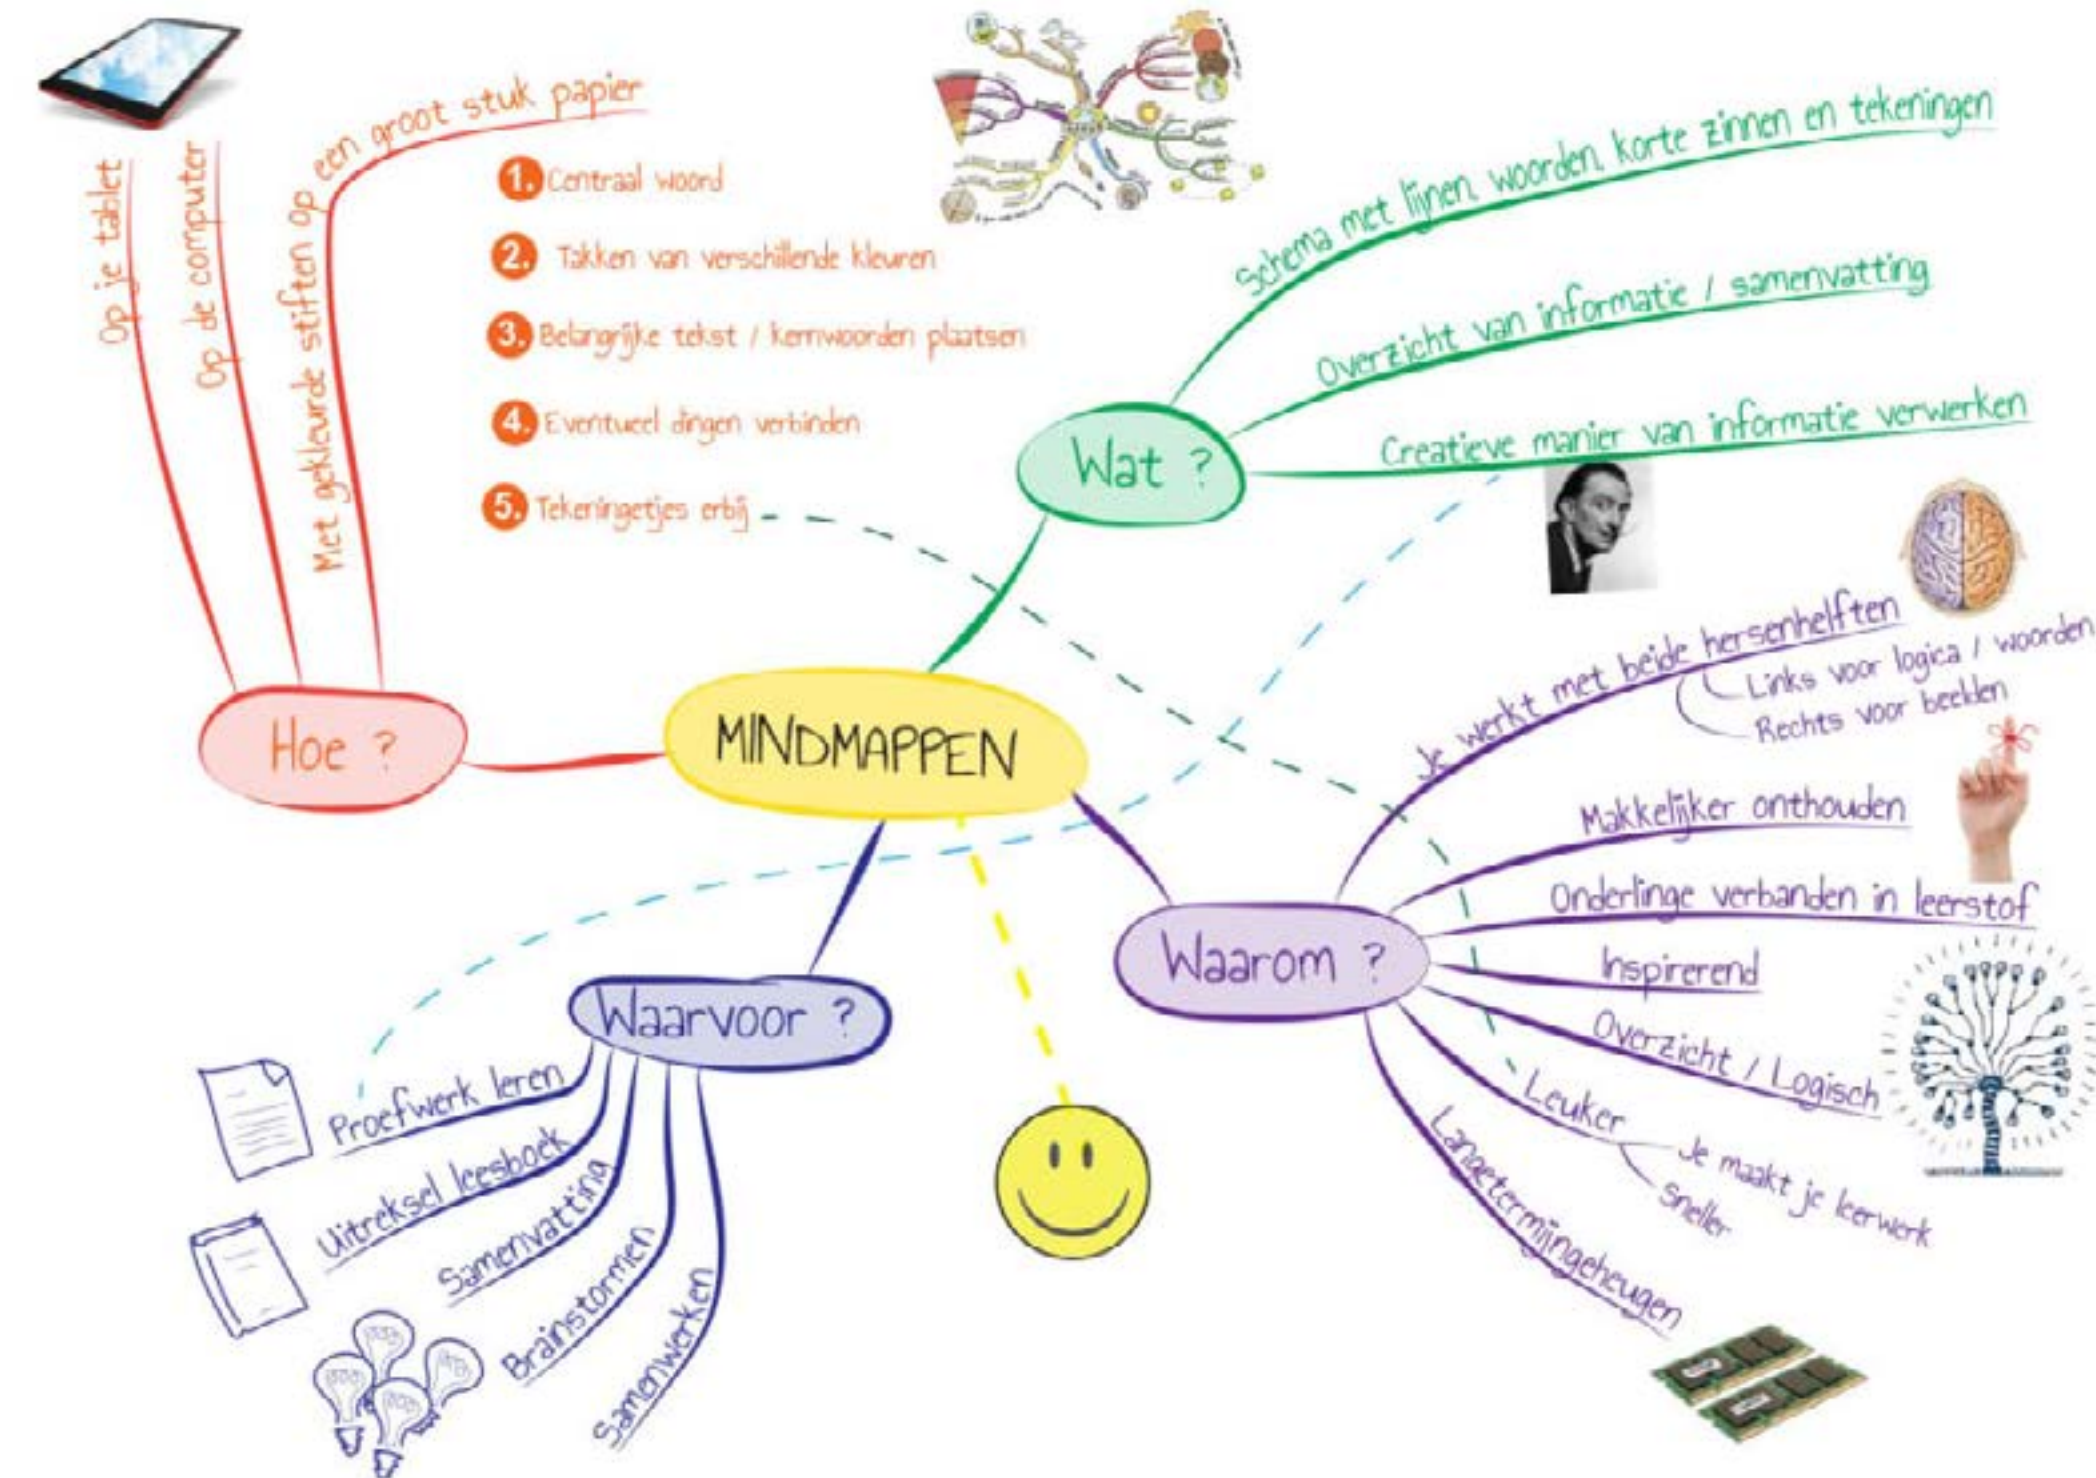 MINDMAPPEN
Hoe ?
Op je tablet
Op de computer
Met gekleurde stiften op een groot stuk papier
1. Centraal woord
2. Takken van verschillende kleuren
3. Belangrijke tekst / kernwoorden plaatsen
4. Eventueel dingen verbinden
5. Tekeningetjes erbij
Wat ?
Schema met lijnen, woorden, korte zinnen en tekeningen
Overzicht van informatie / samenvatting
Creatieve manier van informatie verwerken
Waarom ?
Je werkt met beide hersenhelften
Links voor logica / woorden
Rechts voor beelden
Makkelijker onthouden
Onderlinge verbanden in leerstof
Inspirerend
Overzicht / Logisch
Leuker
Je maakt je leerwerk
Sneller
Langetermijngeheugen
Waarvoor ?
Proefwerk leren
Uitreksel leesboek
Samenvatting
Brainstormen
Samenwerken